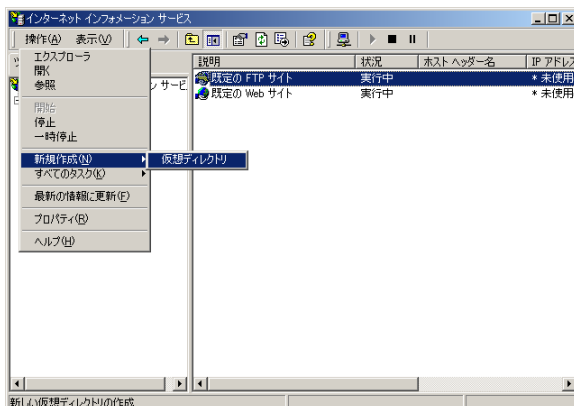 インターネット インフォメーション サービス
操作(A) 表示(V)
エクスプローラ
開く
参照
開始
停止
一時停止
新規作成(N)
仮想ディレクトリ
すべてのタスク(K)
最新の情報に更新(F)
プロパティ(R)
ヘルプ(H)
ン サービ
説明 状況 ホスト ヘッダー名 IP アドレス
既定の FTP サイト 実行中 * 未使用
既定の Web サイト 実行中 * 未使用
新しい仮想ディレクトリの作成